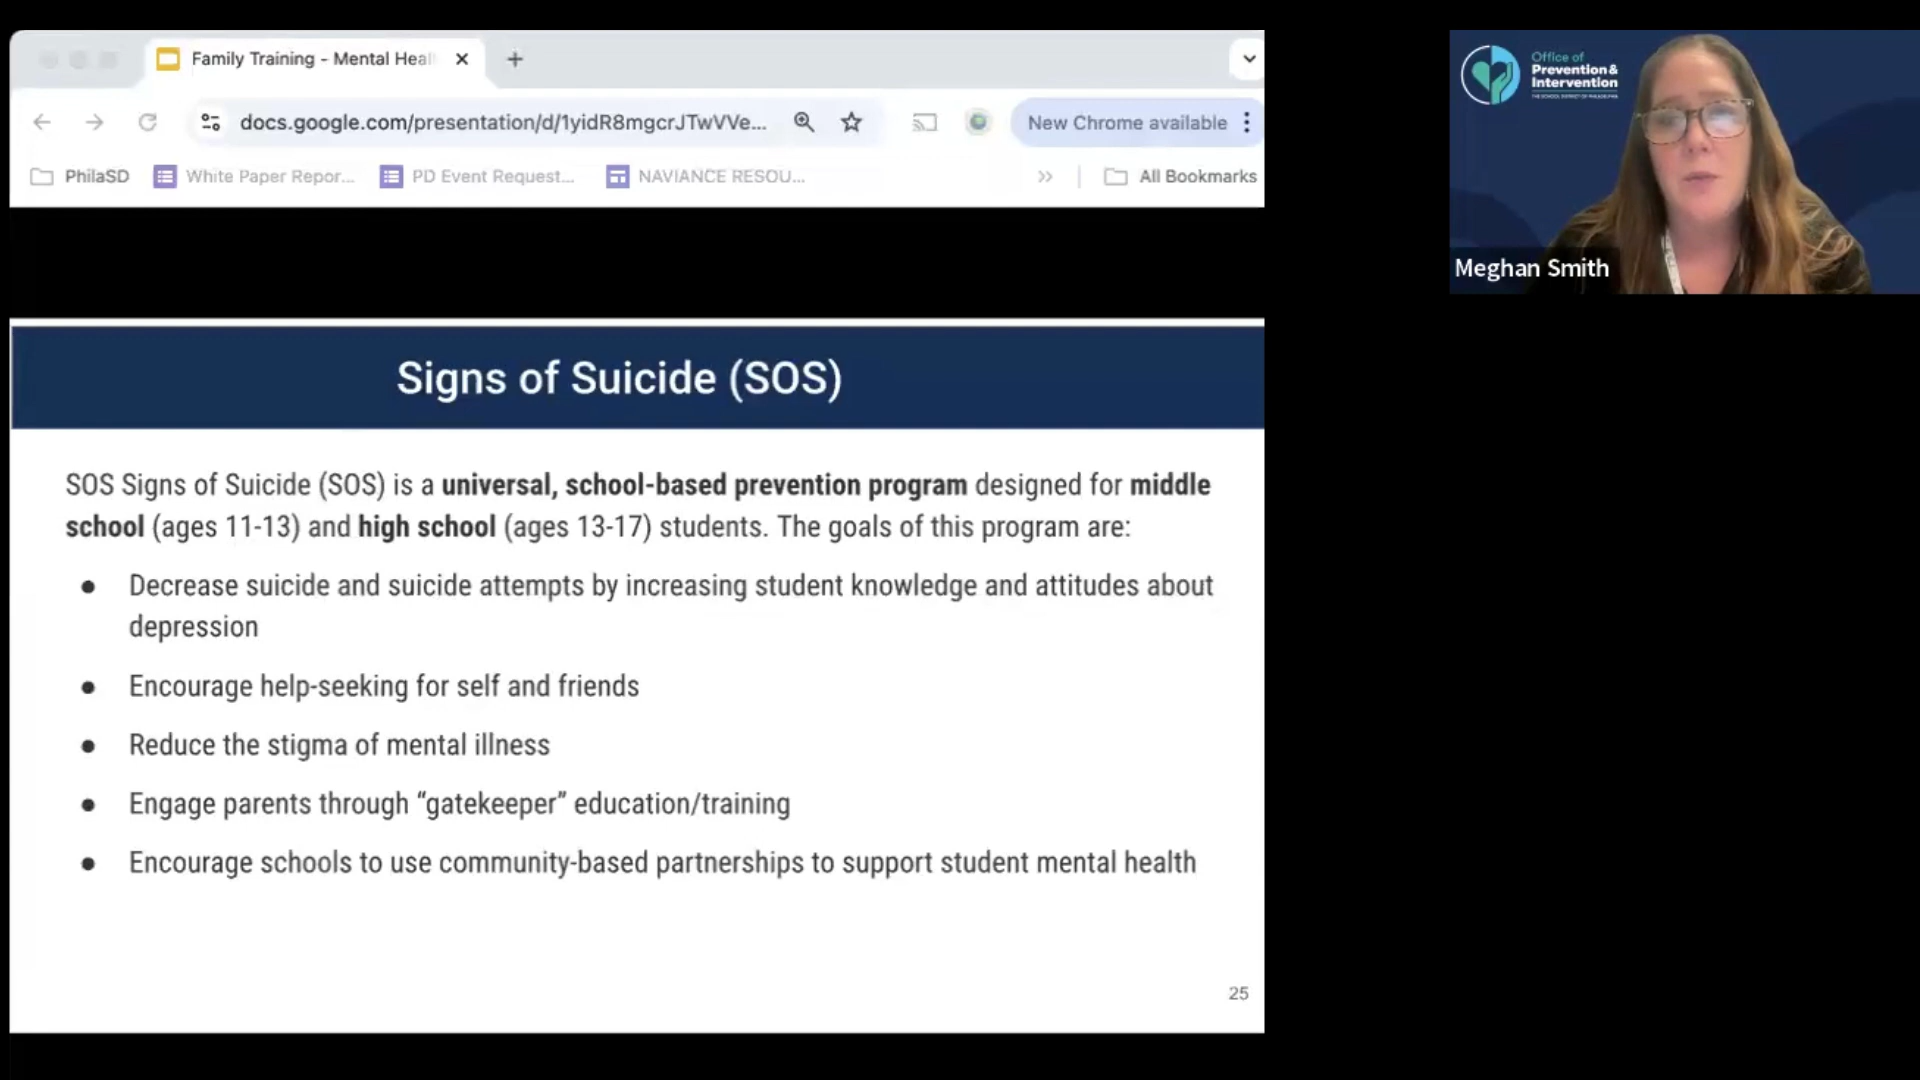 Family Training - Mental Heal
docs.google.com/presentation/d/1yidR8mgcrJTwVVe...
New Chrome available
PhilaSD
White Paper Repor...
PD Event Request...
NAVIANCE RESOU...
All Bookmarks
Office of
Prevention &
Intervention
THE SCHOOL DISTRICT OF PHILADELPHIA
Meghan Smith
Signs of Suicide (SOS)
SOS Signs of Suicide (SOS) is a universal, school-based prevention program designed for middle
school (ages 11-13) and high school (ages 13-17) students. The goals of this program are:
● Decrease suicide and suicide attempts by increasing student knowledge and attitudes about
depression
● Encourage help-seeking for self and friends
● Reduce the stigma of mental illness
● Engage parents through “gatekeeper” education/training
● Encourage schools to use community-based partnerships to support student mental health
25